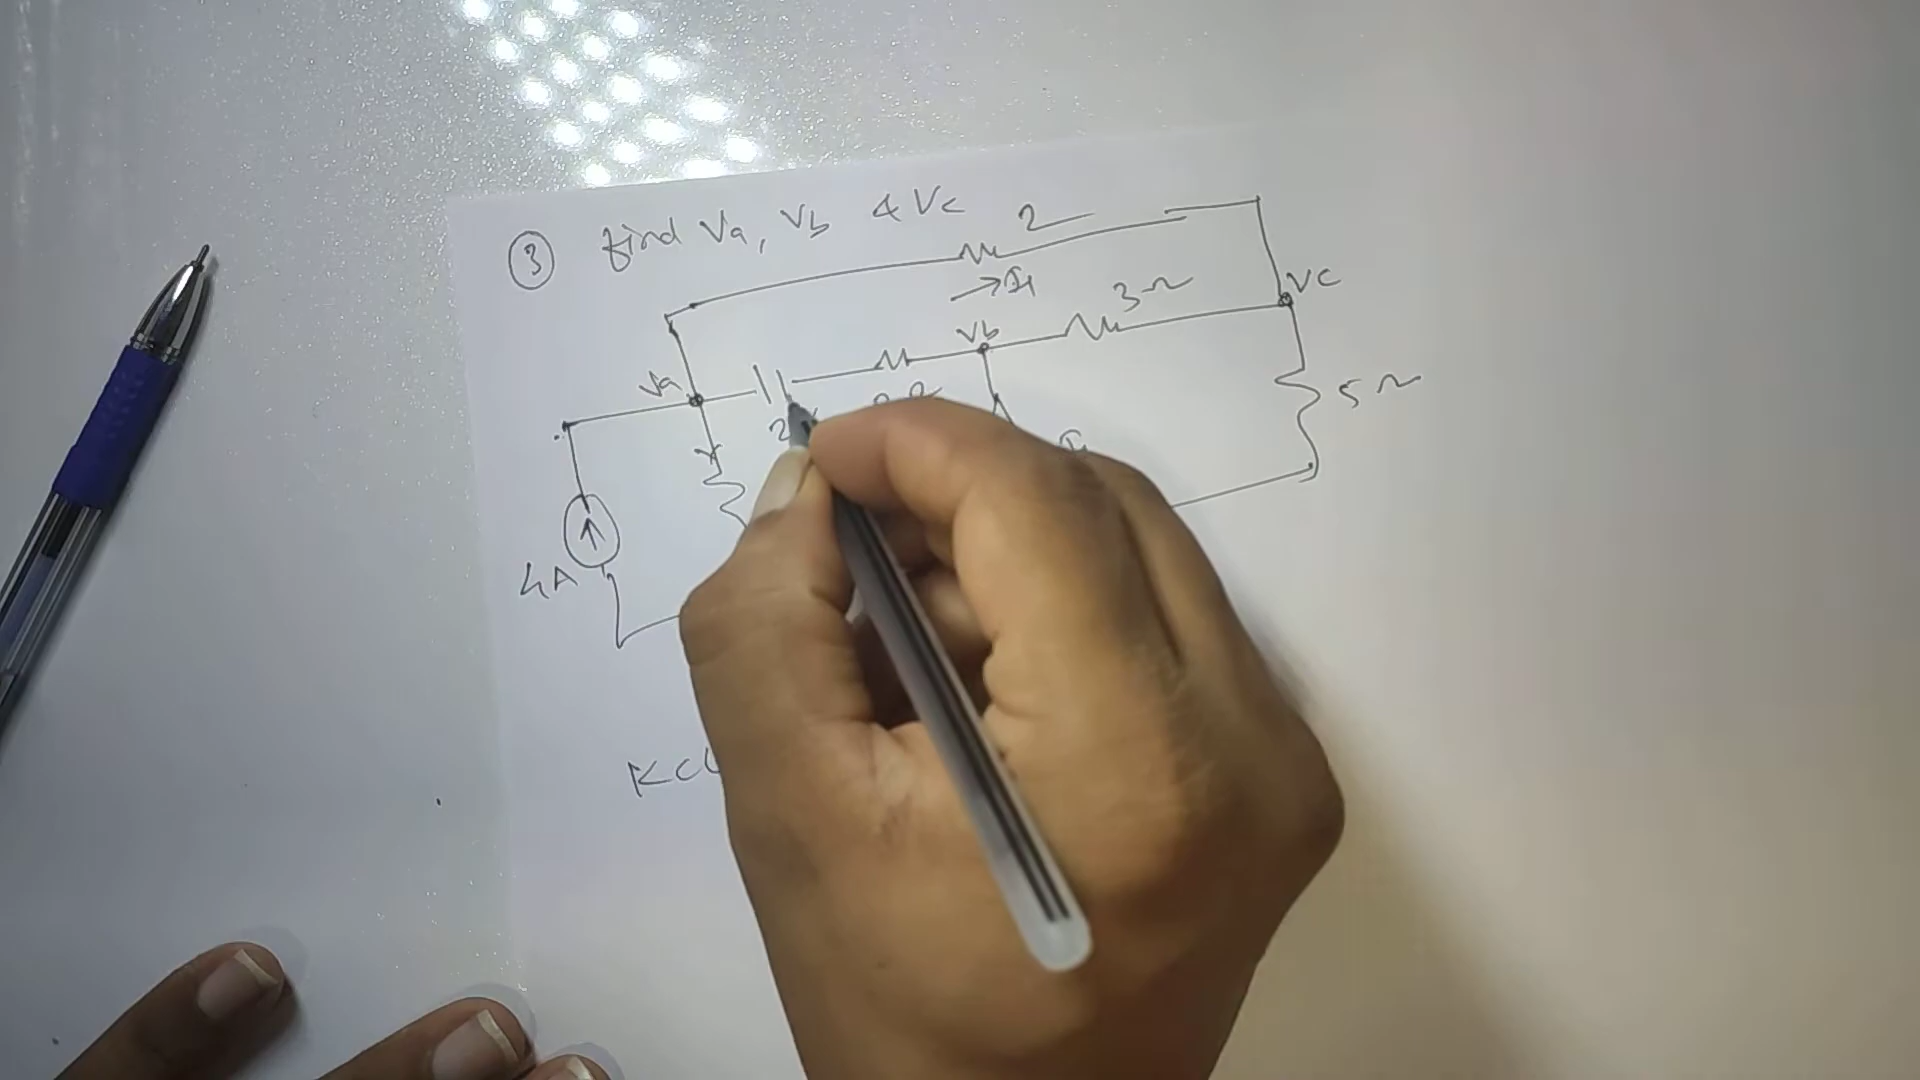 ③ find Va, Vb & Vc
2
→I1
3Ω
Vc
Vb
Va
5Ω
4A
KCL